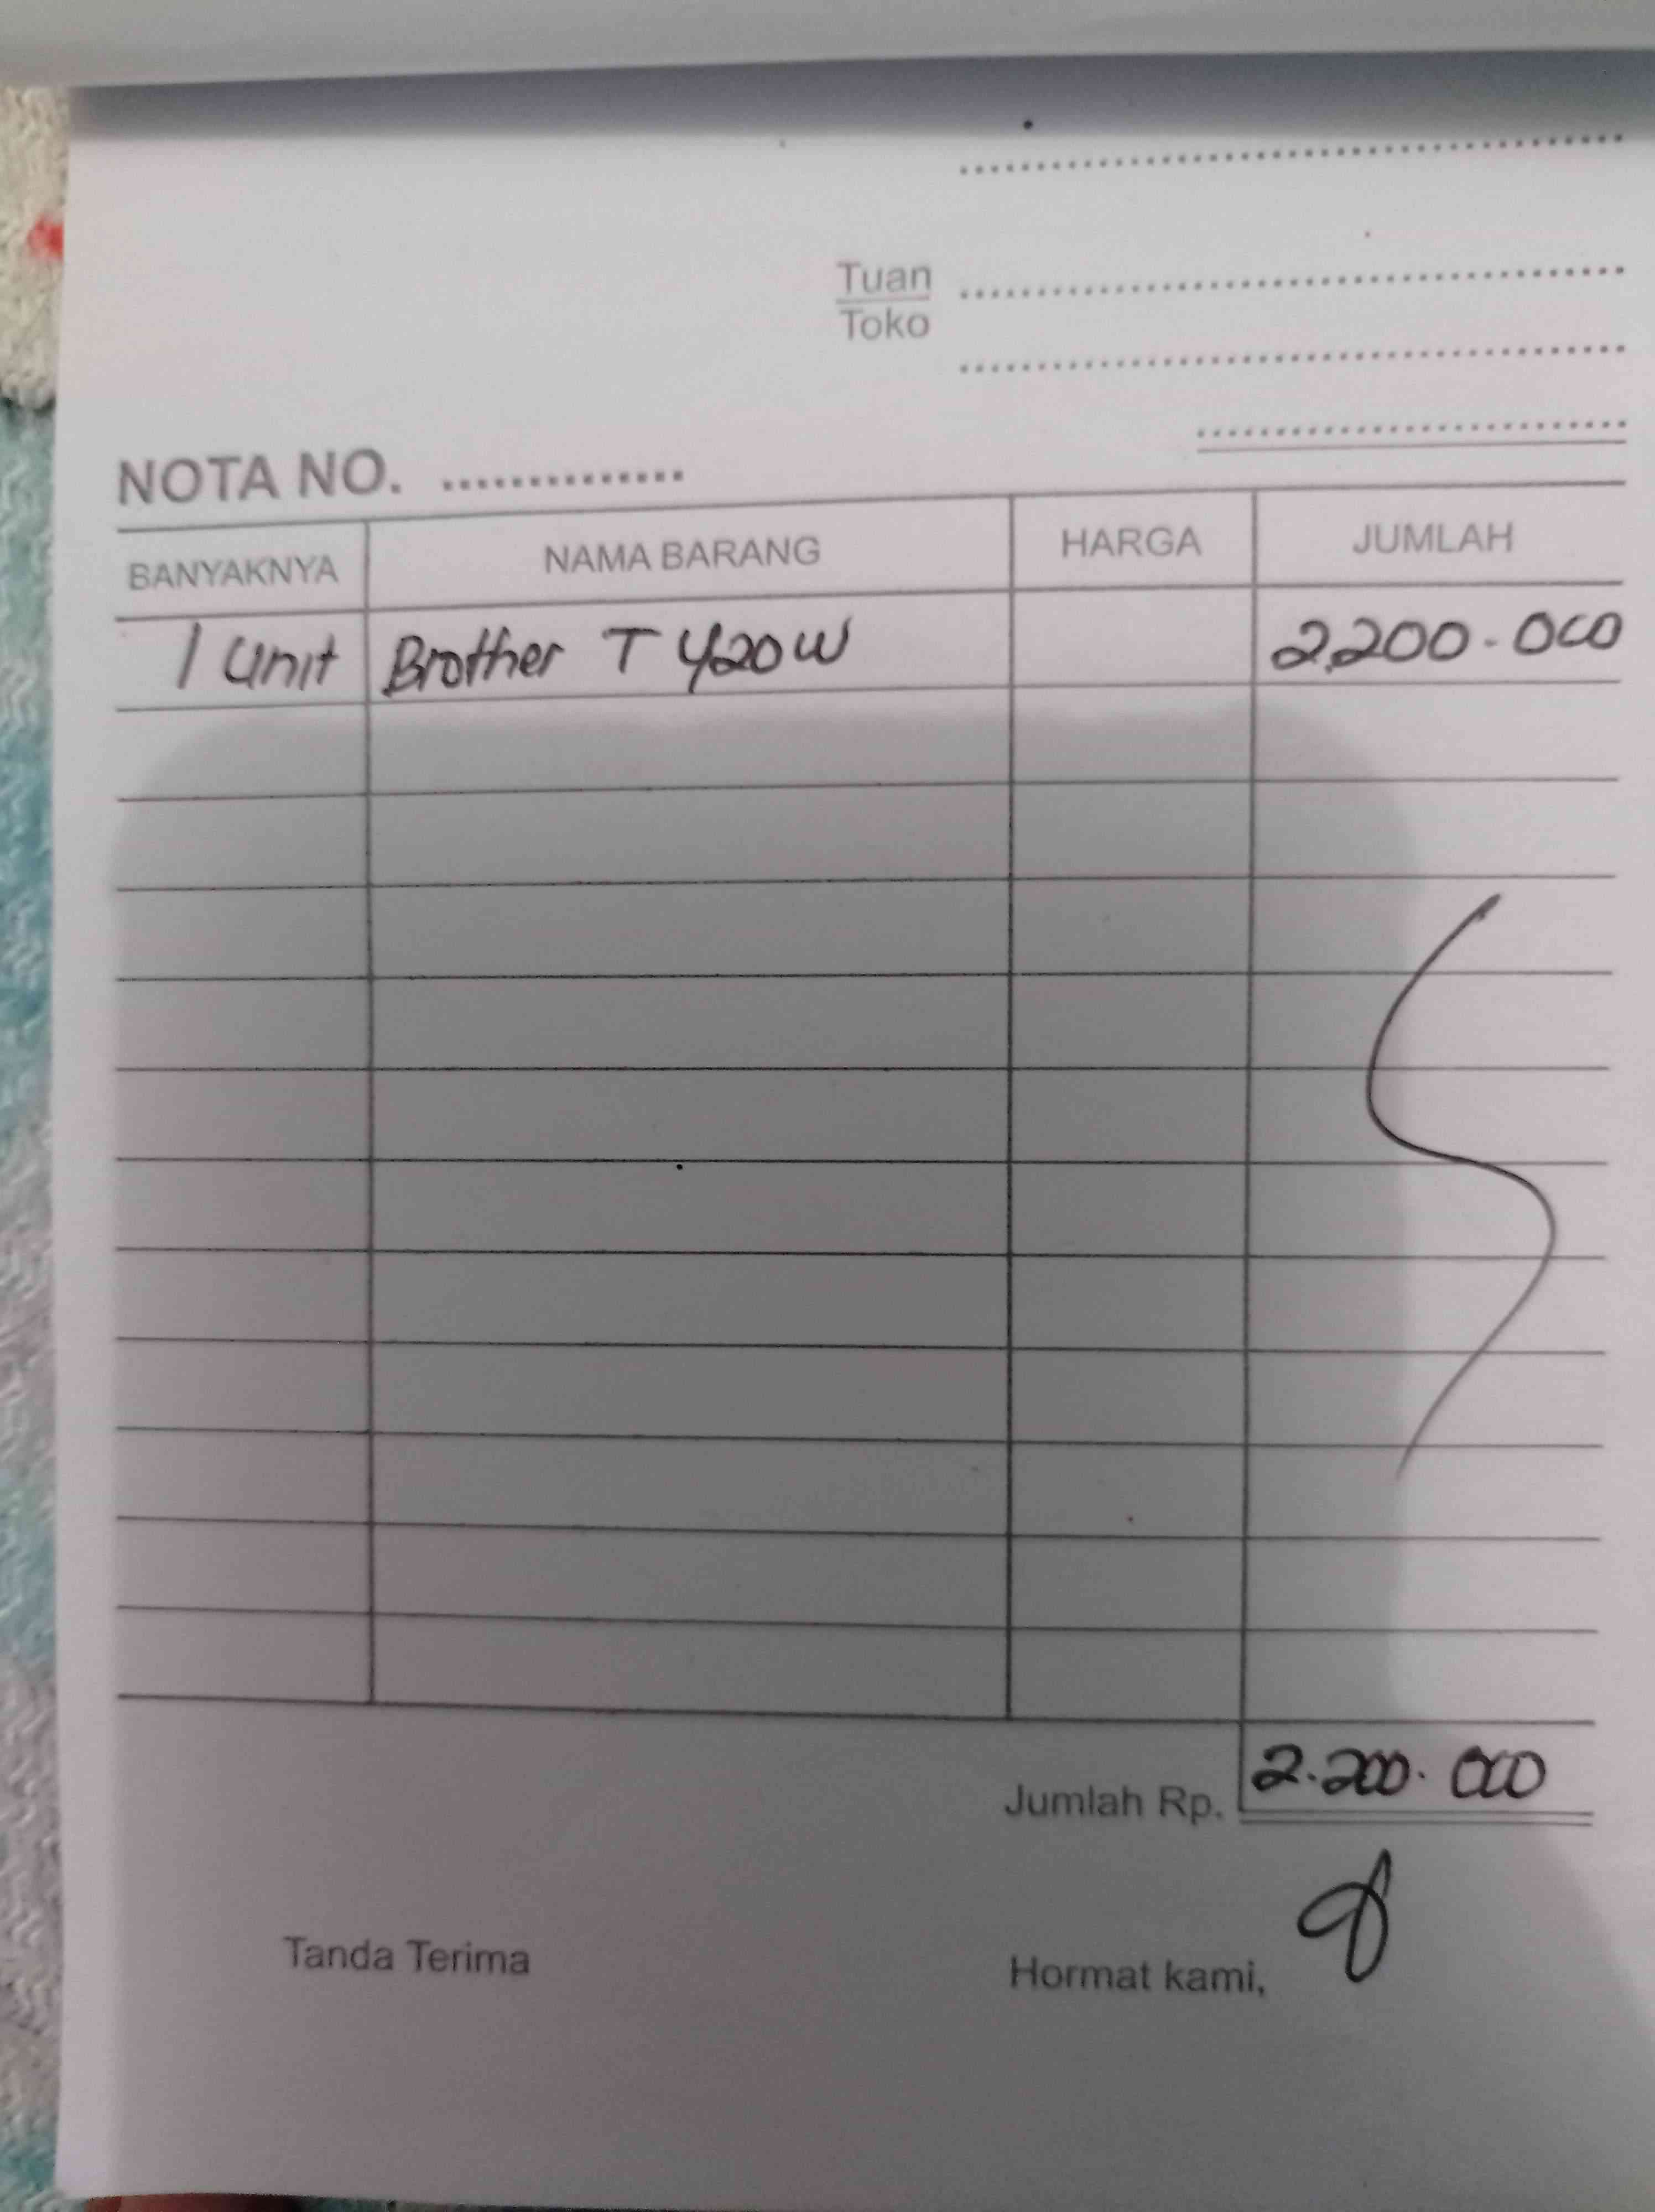 Tuan
Toko
NOTA NO. ..............
BANYAKNYA NAMA BARANG HARGA JUMLAH
1 Unit Brother T 420W 2.200.000
Jumlah Rp. 2.200.000
Tanda Terima Hormat kami,